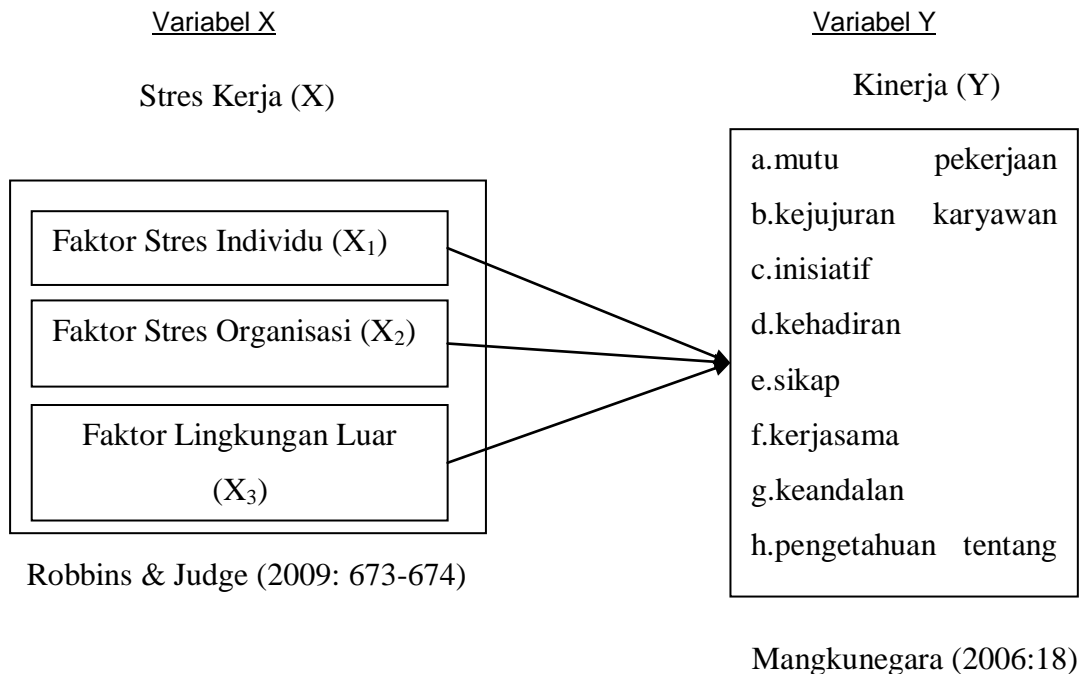 Variabel X
Variabel Y
Stres Kerja (X)
Kinerja (Y)
Faktor Stres Individu (X₁)
Faktor Stres Organisasi (X₂)
Faktor Lingkungan Luar
(X₃)
Robbins & Judge (2009: 673-674)
a.mutu pekerjaan
b.kejujuran karyawan
c.inisiatif
d.kehadiran
e.sikap
f.kerjasama
g.keandalan
h.pengetahuan tentang
Mangkunegara (2006:18)